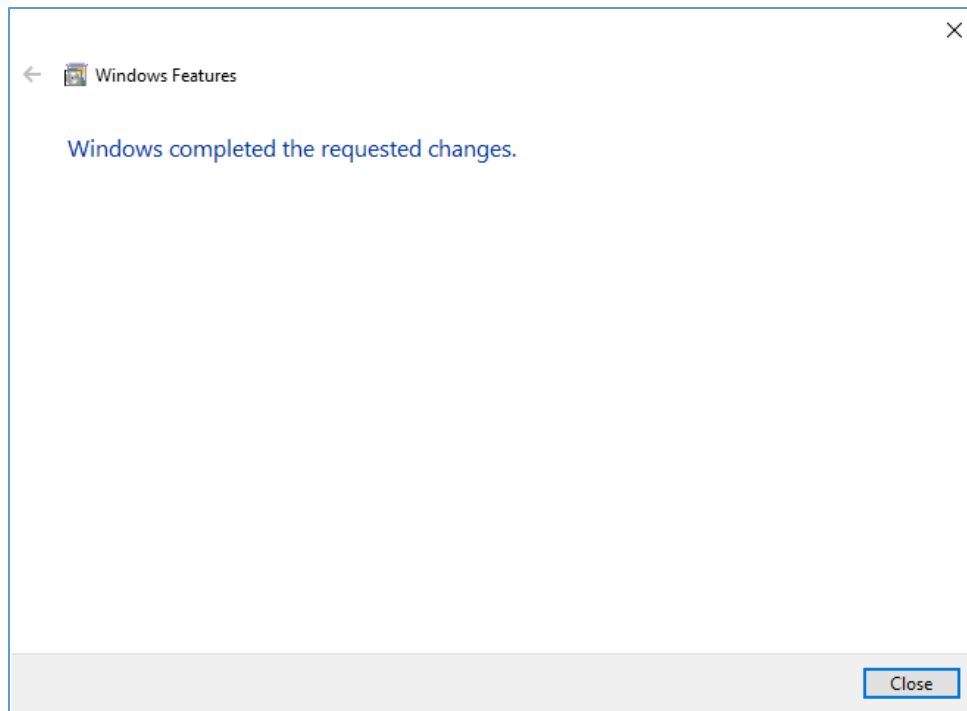 Windows Features
Windows completed the requested changes.
Close